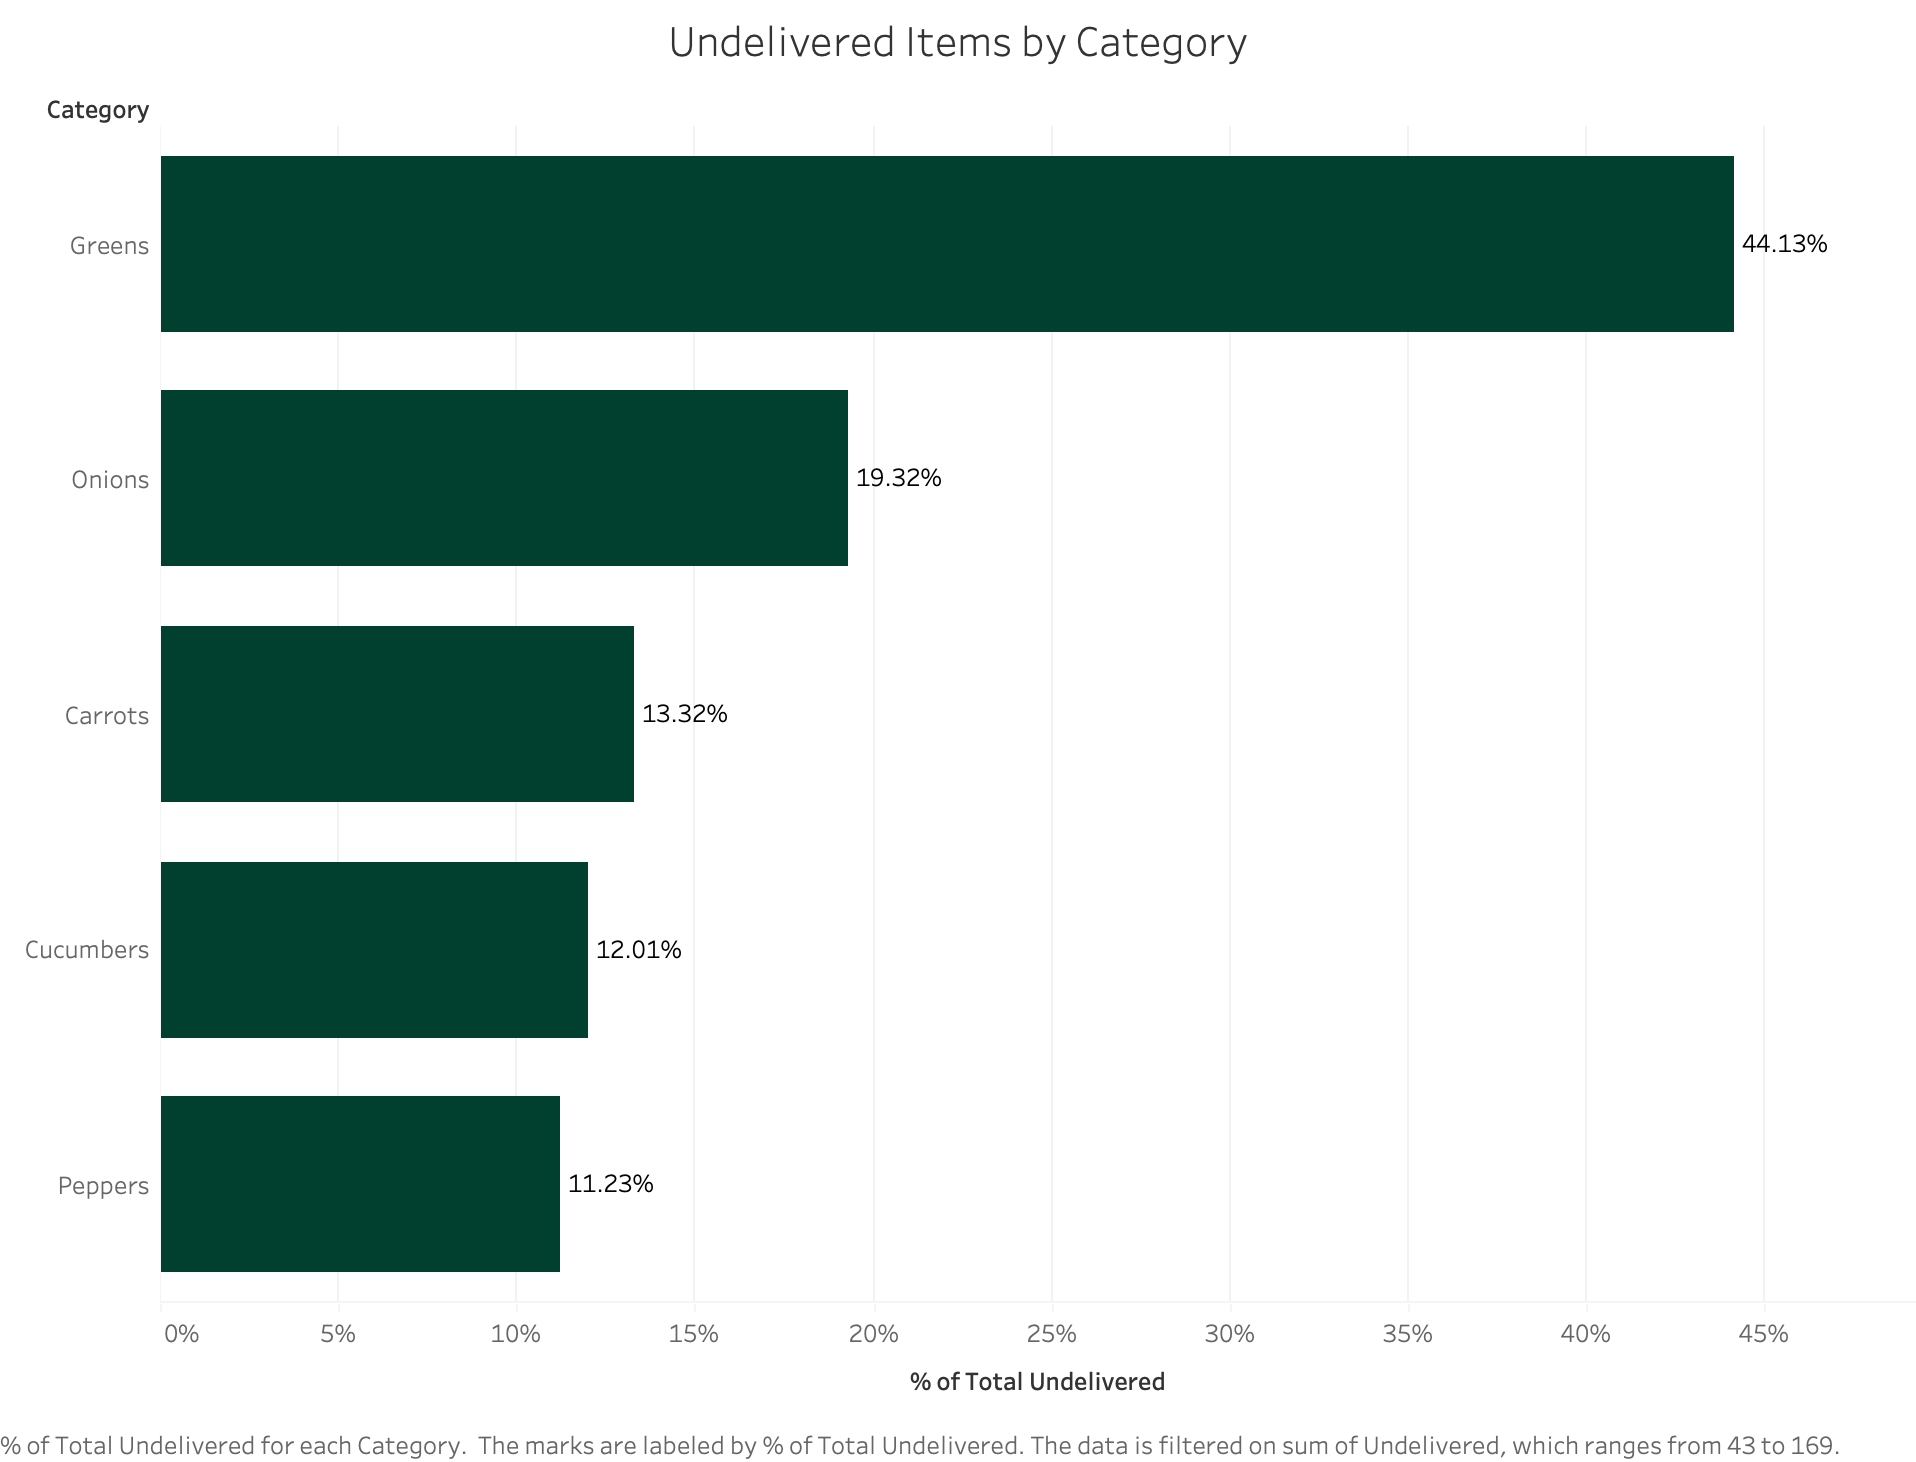 Undelivered Items by Category
Category
Greens
44.13%
Onions
19.32%
Carrots
13.32%
Cucumbers
12.01%
Peppers
11.23%
0% 5% 10% 15% 20% 25% 30% 35% 40% 45%
% of Total Undelivered
% of Total Undelivered for each Category.  The marks are labeled by % of Total Undelivered. The data is filtered on sum of Undelivered, which ranges from 43 to 169.